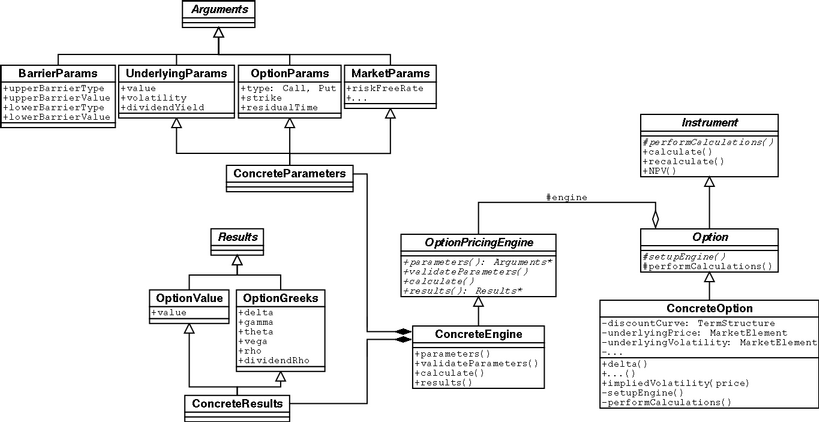 Arguments
BarrierParams
+upperBarrierType
+upperBarrierValue
+lowerBarrierType
+lowerBarrierValue
UnderlyingParams
+value
+volatility
+dividendYield
OptionParams
+type: Call, Put
+strike
+residualTime
MarketParams
+riskFreeRate
+...
ConcreteParameters
Instrument
#performCalculations()
+calculate()
+recalculate()
+NPV()
#engine
Results
OptionPricingEngine
+parameters(): Arguments*
+validateParameters()
+calculate()
+results(): Results*
Option
#setupEngine()
#performCalculations()
OptionValue
+value
OptionGreeks
+delta
+gamma
+theta
+vega
+rho
+dividendRho
ConcreteEngine
+parameters()
+validateParameters()
+calculate()
+results()
ConcreteOption
-discountCurve: TermStructure
-underlyingPrice: MarketElement
-underlyingVolatility: MarketElement
-...
+delta()
+...()
+impliedVolatility(price)
-setupEngine()
-performCalculations()
ConcreteResults